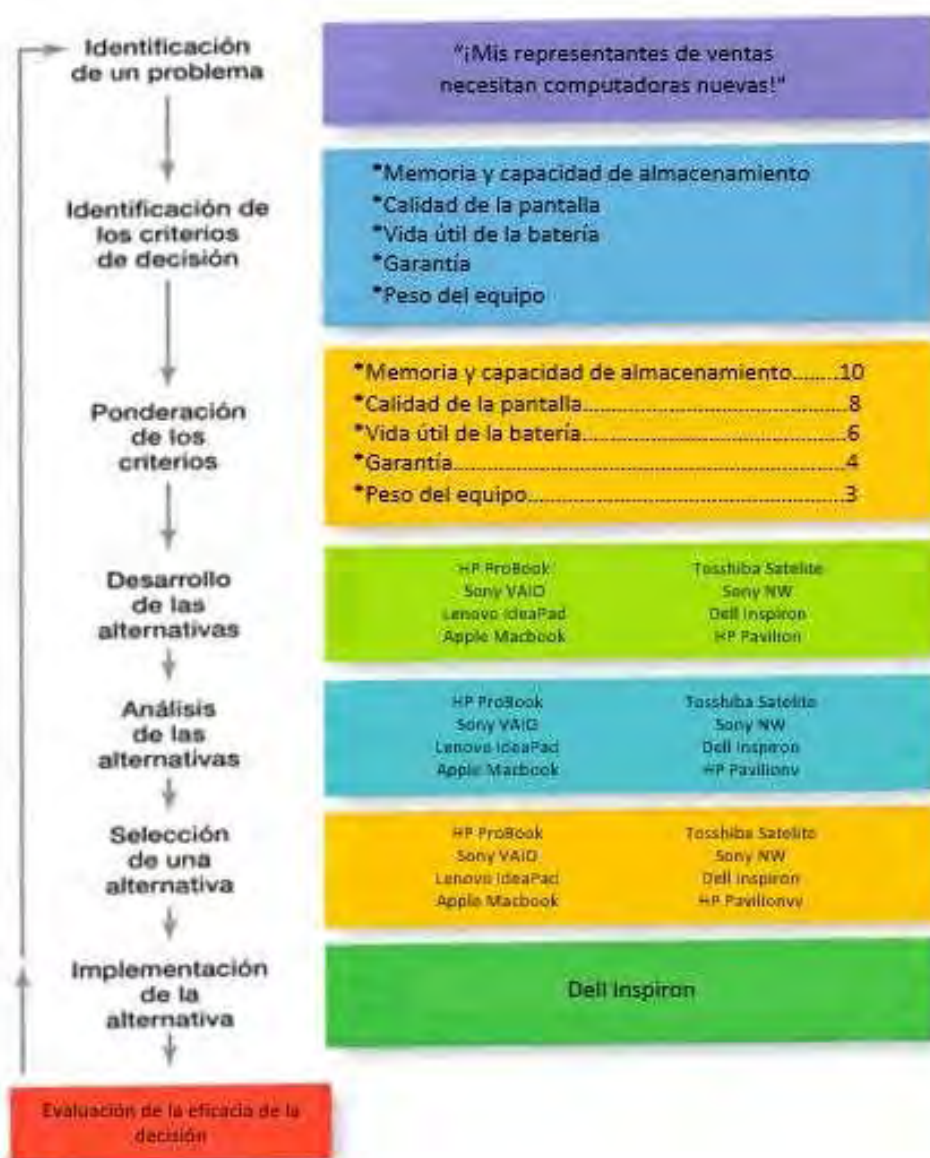 Identificación
de un problema
"¡Mis representantes de ventas
necesitan computadoras nuevas!"
Identificación de
los criterios
de decisión
*Memoria y capacidad de almacenamiento
*Calidad de la pantalla
*Vida útil de la batería
*Garantía
*Peso del equipo
Ponderación
de los
criterios
*Memoria y capacidad de almacenamiento........10
*Calidad de la pantalla..........................................8
*Vida útil de la batería..........................................6
*Garantía................................................................4
*Peso del equipo....................................................3
Desarrollo
de las
alternativas
HP ProBook Tosshiba Satelite
Sony VAIO Sony NW
Lenovo IdeaPad Dell Inspiron
Apple Macbook HP Pavilion
Análisis
de las
alternativas
HP ProBook Tosshiba Satelite
Sony VAIO Sony NW
Lenovo IdeaPad Dell Inspiron
Apple Macbook HP Pavilionv
Selección
de una
alternativa
HP ProBook Tosshiba Satelite
Sony VAIO Sony NW
Lenovo IdeaPad Dell Inspiron
Apple Macbook HP Pavilionvv
Implementación
de la
alternativa
Dell Inspiron
Evaluación de la eficacia de la
decisión